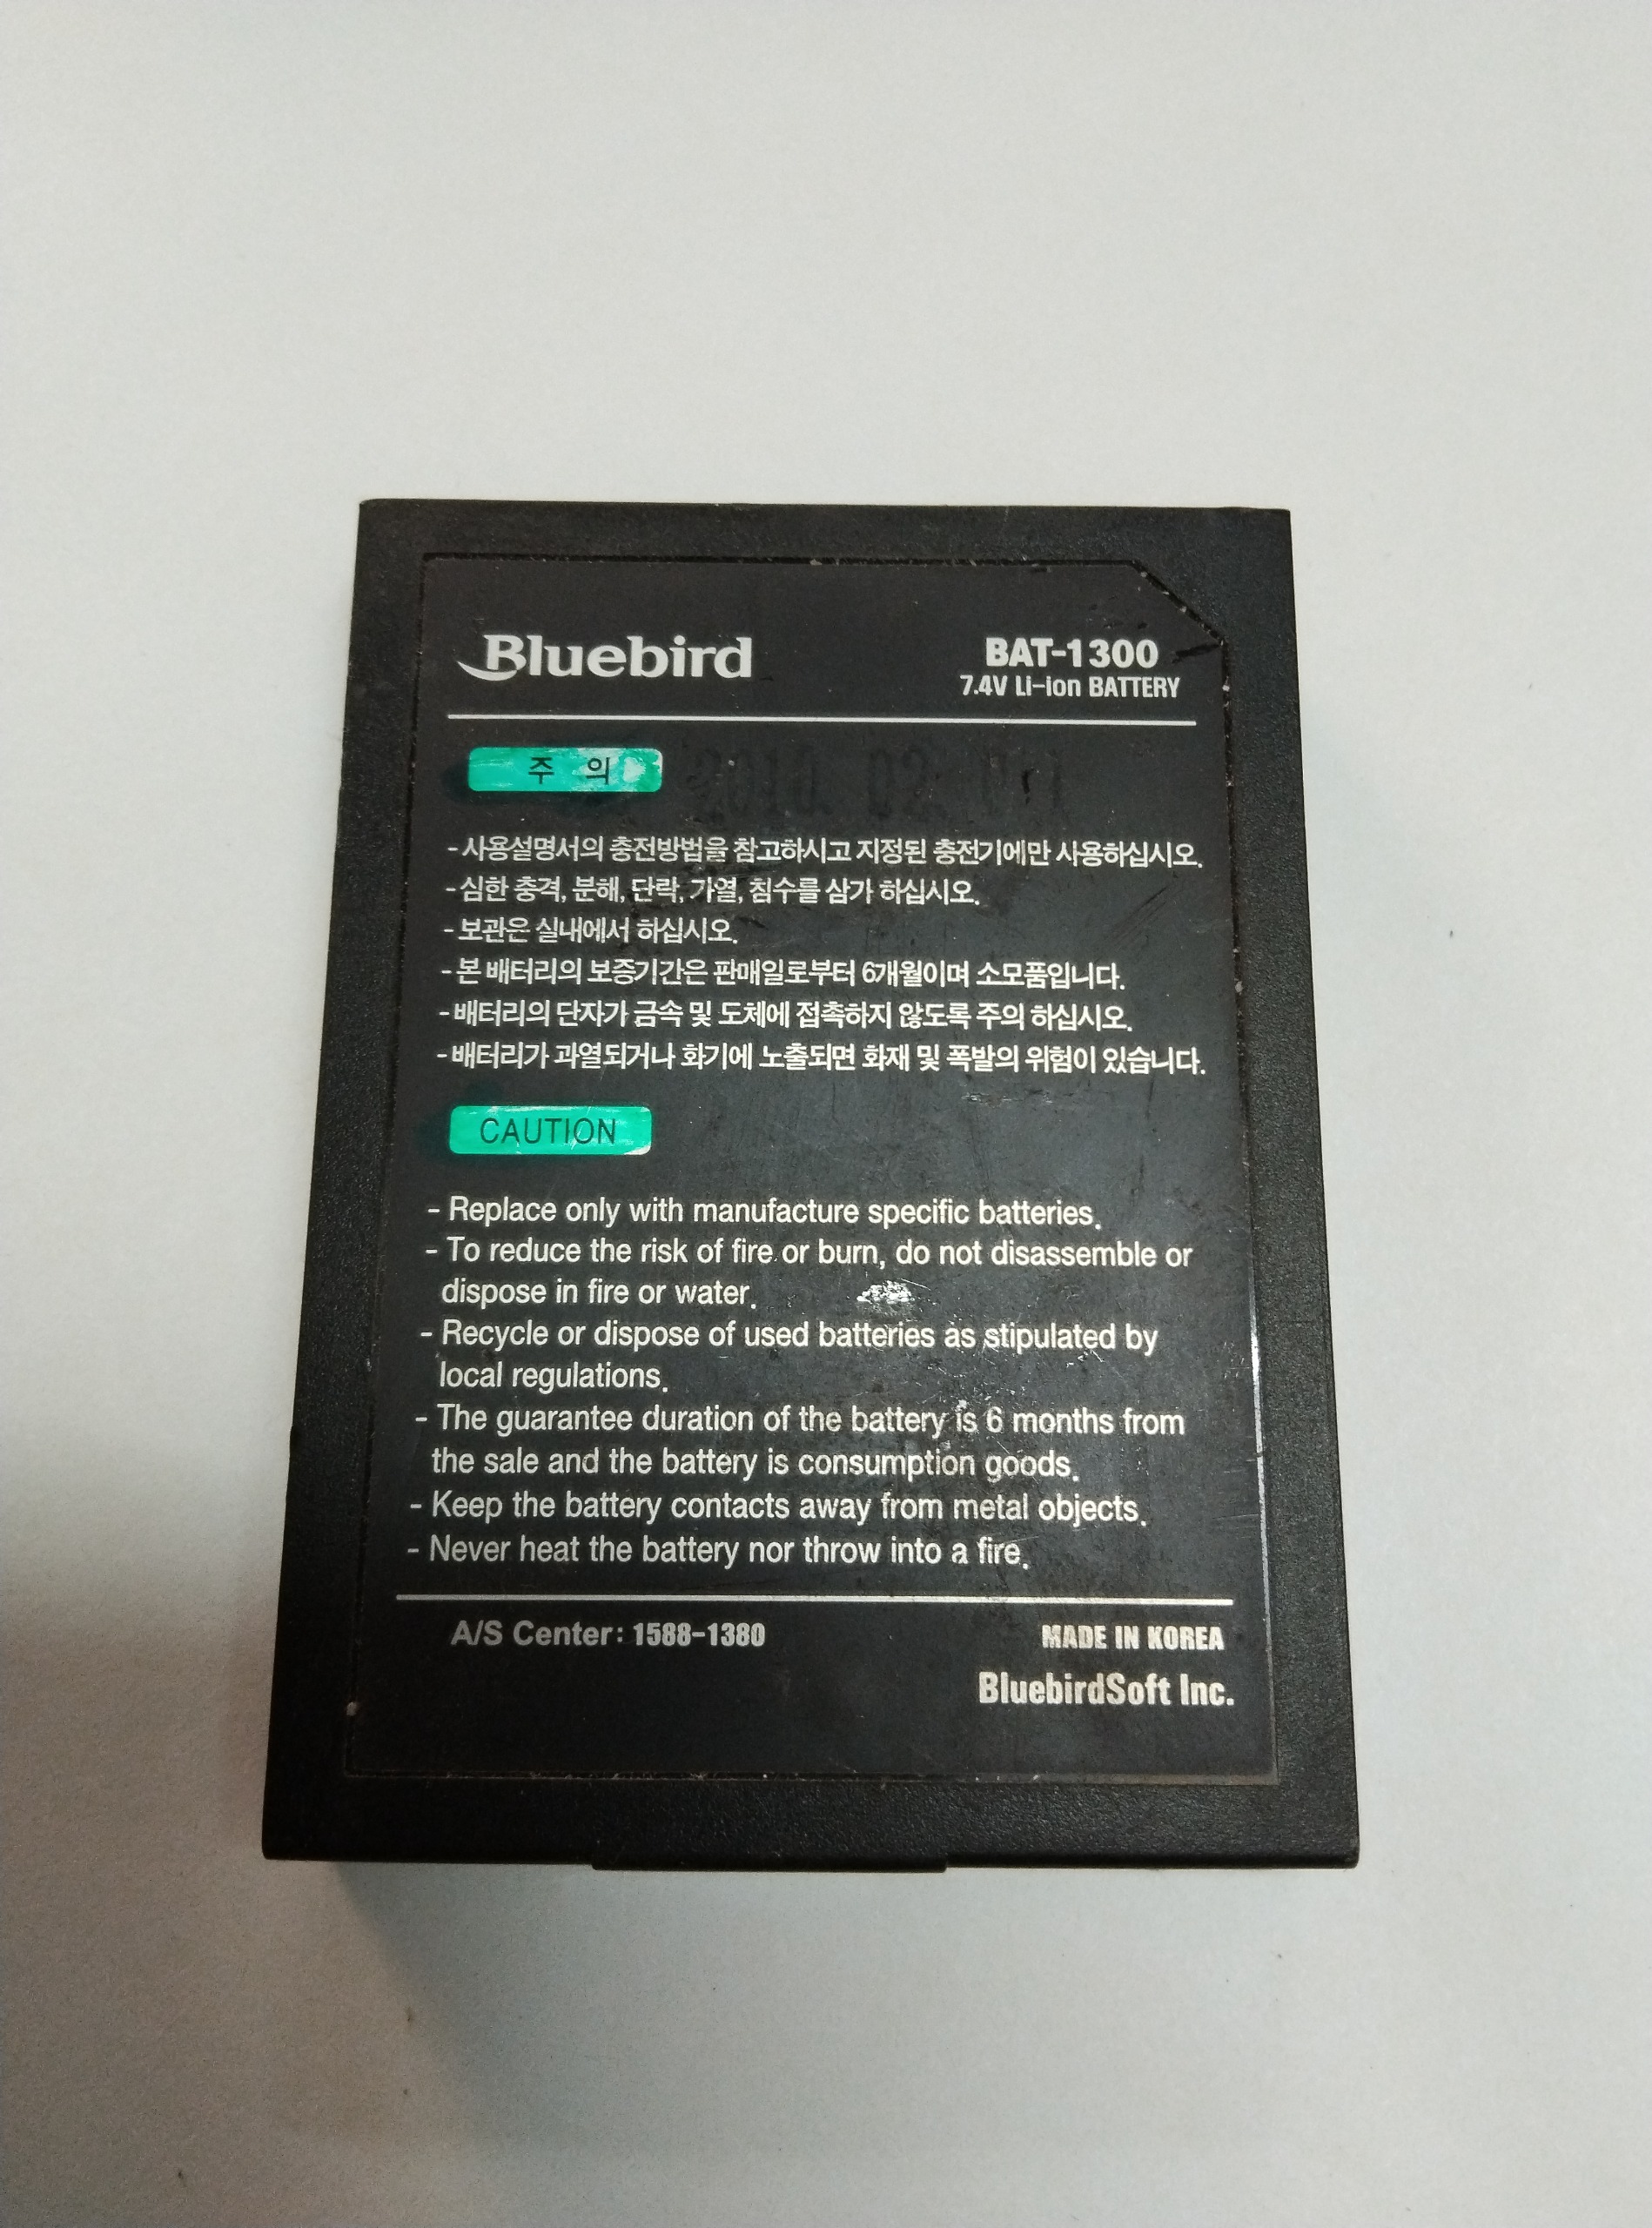 Bluebird
BAT-1300
7.4V Li-ion BATTERY
주 의
2010. 02.
-사용설명서의 충전방법을 참고하시고 지정된 충전기에만 사용하십시오.
-심한 충격, 분해, 단락, 가열, 침수를 삼가 하십시오.
-보관은 실내에서 하십시오.
-본 배터리의 보증기간은 판매일로부터 6개월이며 소모품입니다.
-배터리의 단자가 금속 및 도체에 접촉하지 않도록 주의 하십시오.
-배터리가 과열되거나 화기에 노출되면 화재 및 폭발의 위험이 있습니다.
CAUTION
- Replace only with manufacture specific batteries.
- To reduce the risk of fire or burn, do not disassemble or
dispose in fire or water.
- Recycle or dispose of used batteries as stipulated by
local regulations.
- The guarantee duration of the battery is 6 months from
the sale and the battery is consumption goods.
- Keep the battery contacts away from metal objects.
- Never heat the battery nor throw into a fire.
A/S Center: 1588-1380
MADE IN KOREA
BluebirdSoft Inc.